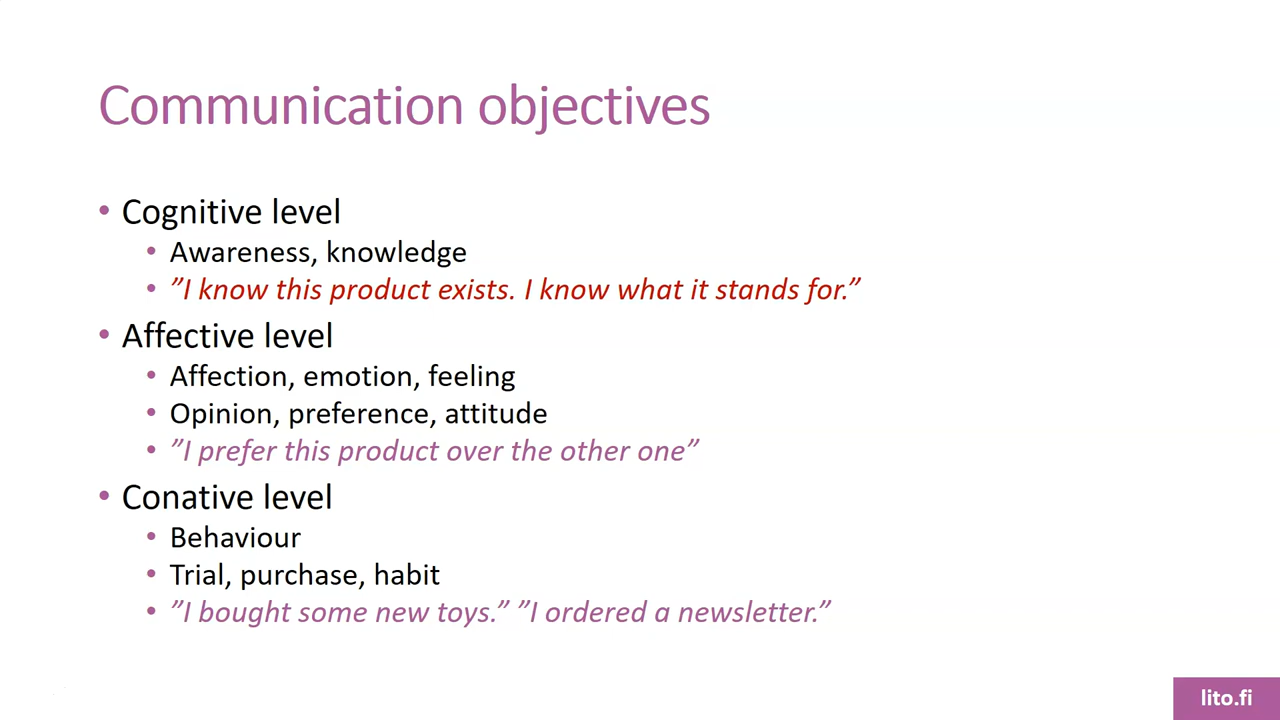 Communication objectives
• Cognitive level
• Awareness, knowledge
• ”I know this product exists. I know what it stands for.”
• Affective level
• Affection, emotion, feeling
• Opinion, preference, attitude
• ”I prefer this product over the other one”
• Conative level
• Behaviour
• Trial, purchase, habit
• ”I bought some new toys.” ”I ordered a newsletter.”
lito.fi